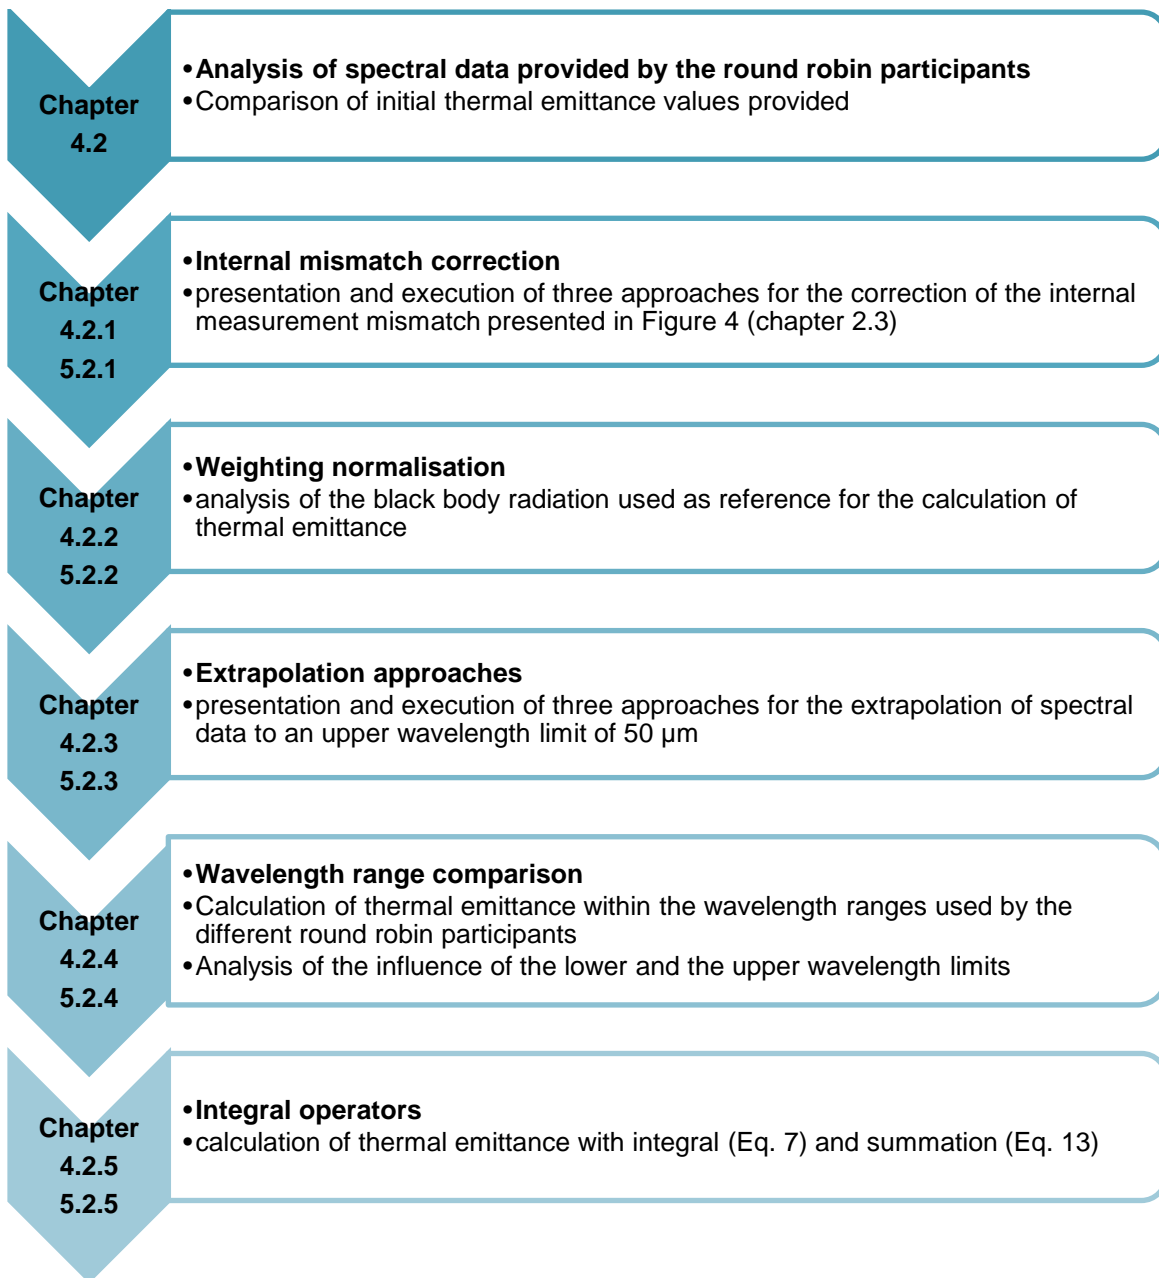 Chapter
4.2
•Analysis of spectral data provided by the round robin participants
•Comparison of initial thermal emittance values provided
Chapter
4.2.1
5.2.1
•Internal mismatch correction
•presentation and execution of three approaches for the correction of the internal
measurement mismatch presented in Figure 4 (chapter 2.3)
Chapter
4.2.2
5.2.2
•Weighting normalisation
•analysis of the black body radiation used as reference for the calculation of
thermal emittance
Chapter
4.2.3
5.2.3
•Extrapolation approaches
•presentation and execution of three approaches for the extrapolation of spectral
data to an upper wavelength limit of 50 µm
Chapter
4.2.4
5.2.4
•Wavelength range comparison
•Calculation of thermal emittance within the wavelength ranges used by the
different round robin participants
•Analysis of the influence of the lower and the upper wavelength limits
Chapter
4.2.5
5.2.5
•Integral operators
•calculation of thermal emittance with integral (Eq. 7) and summation (Eq. 13)